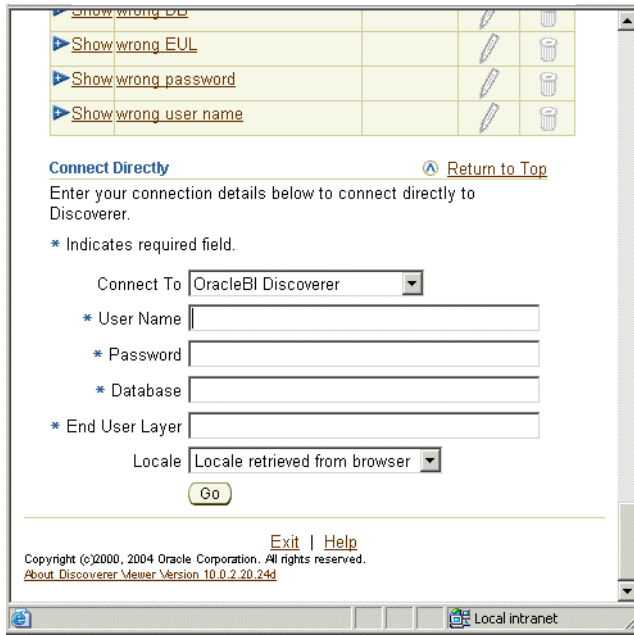 Show wrong DB
Show wrong EUL
Show wrong password
Show wrong user name
Connect Directly
Return to Top
Enter your connection details below to connect directly to
Discoverer.
* Indicates required field.
Connect To OracleBI Discoverer
* User Name
* Password
* Database
* End User Layer
Locale Locale retrieved from browser
Go
Exit | Help
Copyright (c)2000, 2004 Oracle Corporation. All rights reserved.
About Discoverer Viewer Version 10.0.2.20.24d
Local intranet